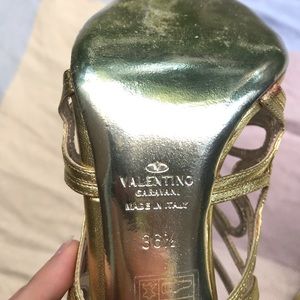 VALENTINO
GARAVANI
MADE IN ITALY
36½